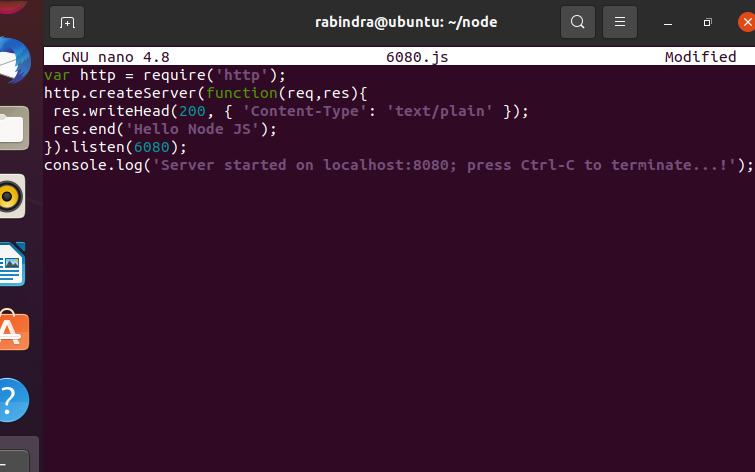 rabindra@ubuntu: ~/node
GNU nano 4.8 6080.js Modified
var http = require('http');
http.createServer(function(req,res){
 res.writeHead(200, { 'Content-Type': 'text/plain' });
 res.end('Hello Node JS');
}).listen(6080);
console.log('Server started on localhost:8080; press Ctrl-C to terminate...!');